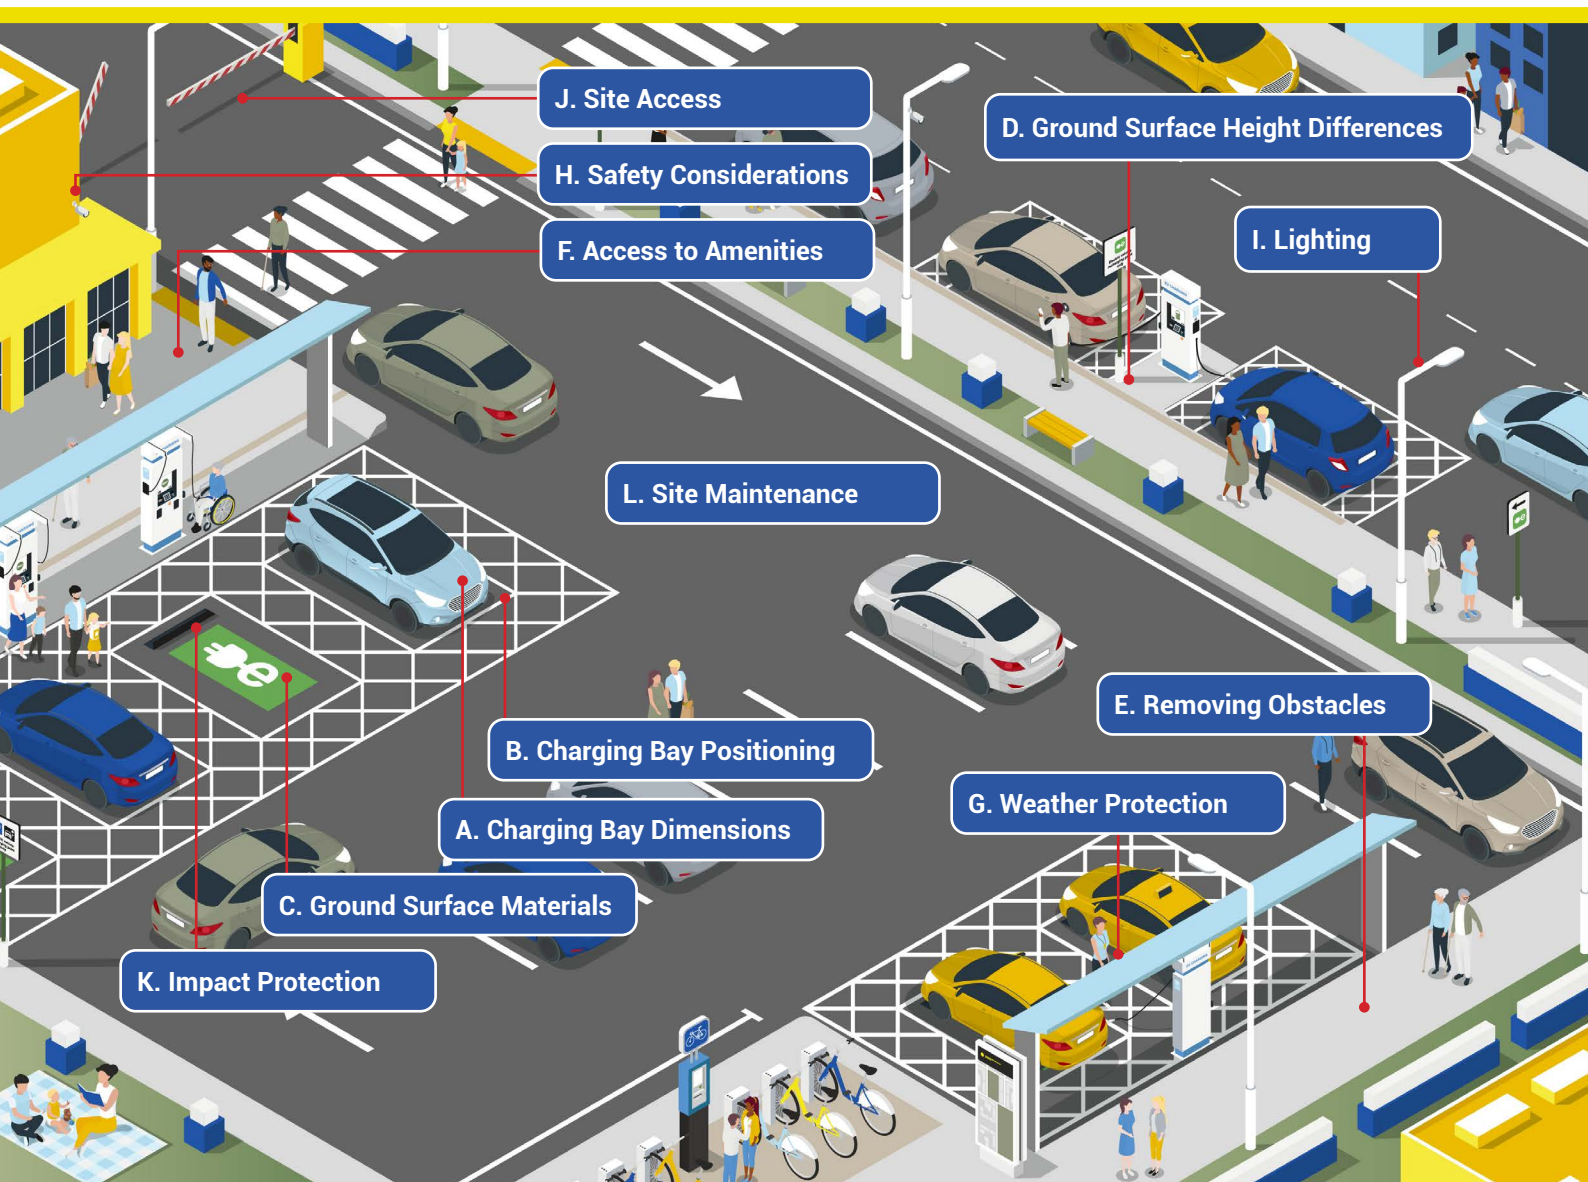 J. Site Access
D. Ground Surface Height Differences
H. Safety Considerations
F. Access to Amenities
I. Lighting
L. Site Maintenance
E. Removing Obstacles
B. Charging Bay Positioning
G. Weather Protection
A. Charging Bay Dimensions
C. Ground Surface Materials
K. Impact Protection
e